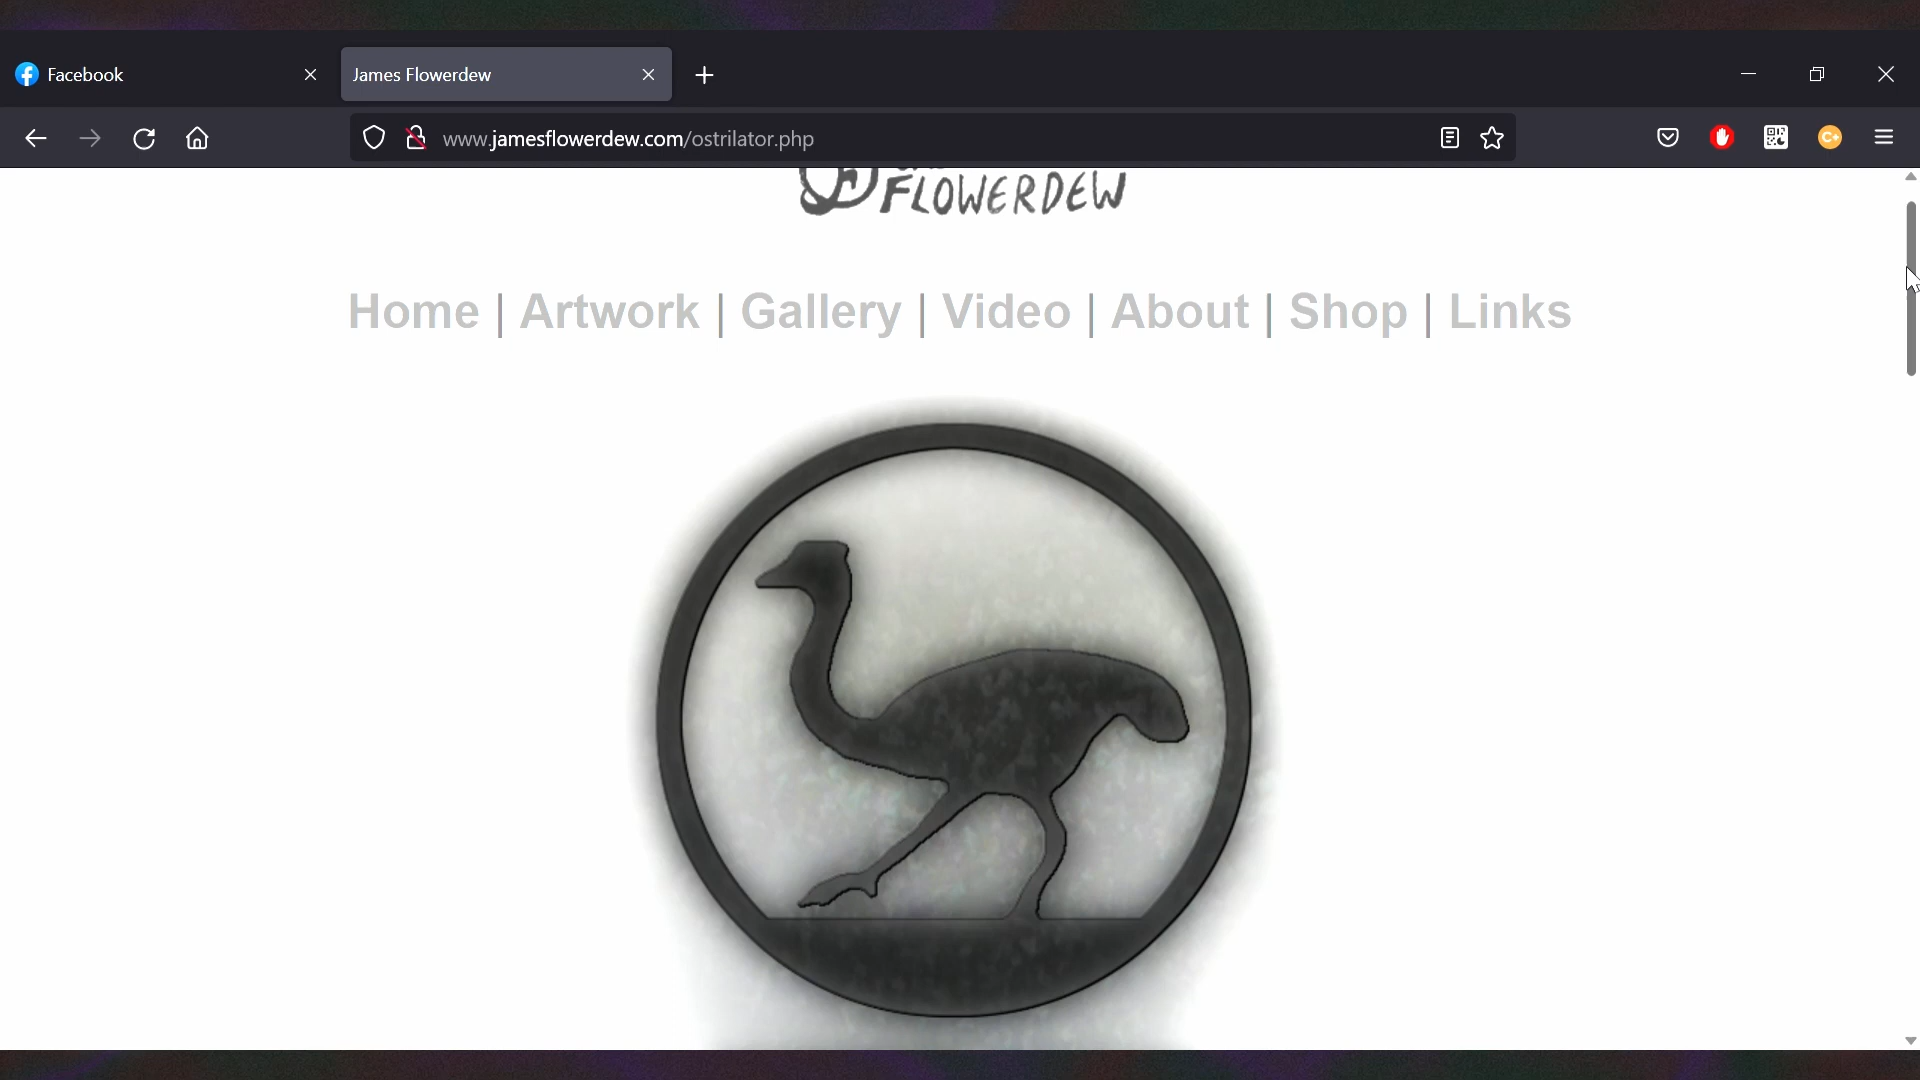 Facebook
James Flowerdew
www.jamesflowerdew.com/ostrilator.php
FLOWERDEW
Home | Artwork | Gallery | Video | About | Shop | Links